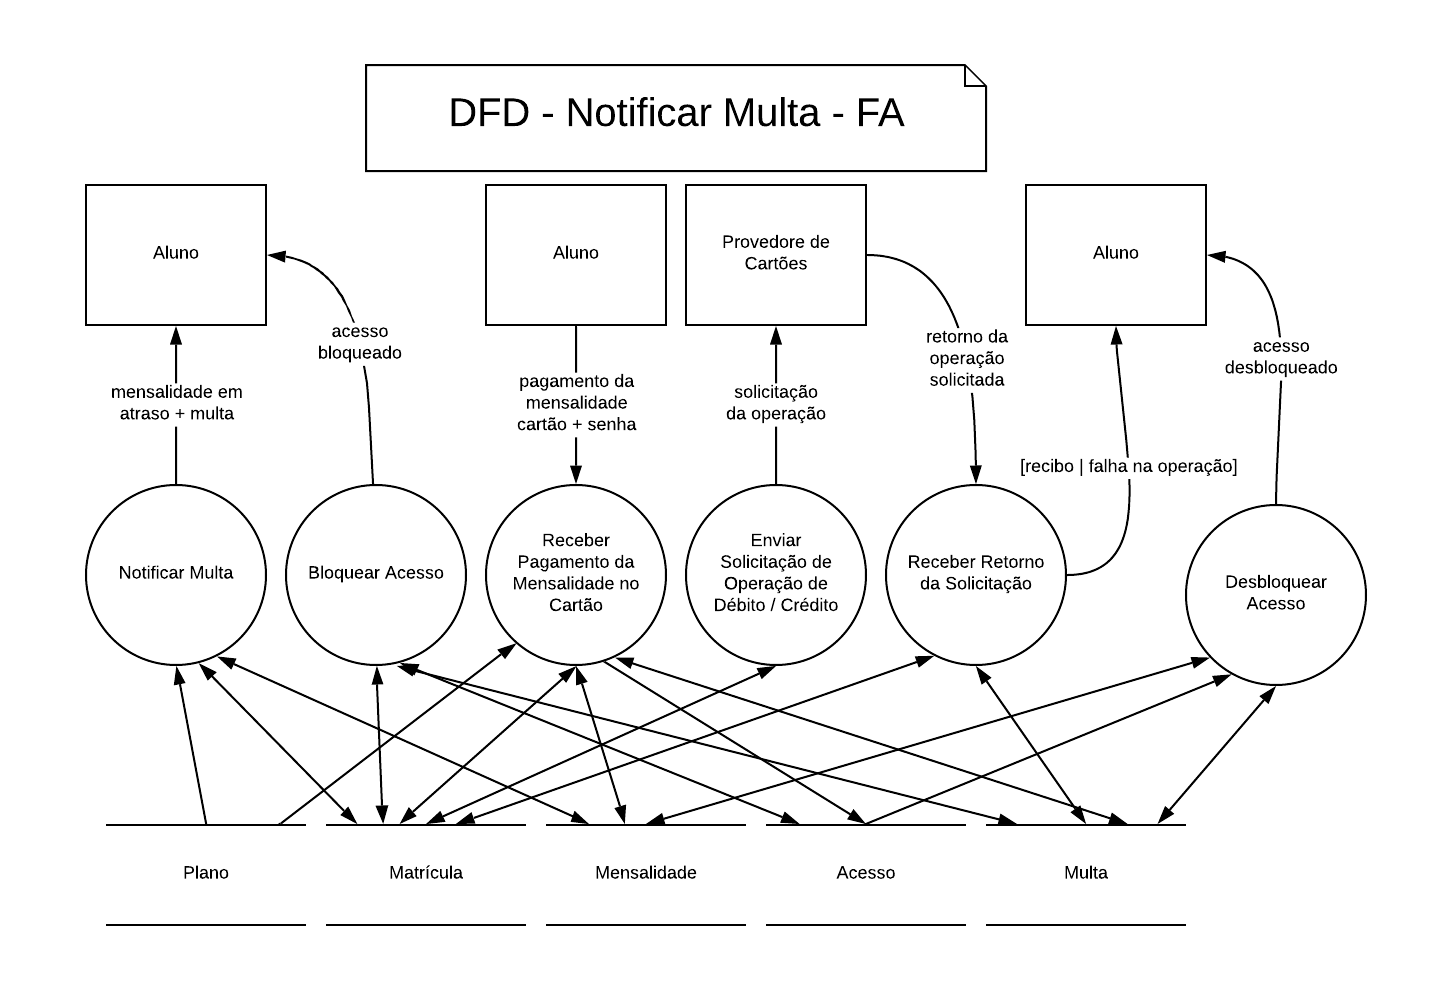 DFD - Notificar Multa - FA
Aluno
Aluno
Provedore de
Cartões
Aluno
acesso
bloqueado
mensalidade em
atraso + multa
pagamento da
mensalidade
cartão + senha
solicitação
da operação
retorno da
operação
solicitada
acesso
desbloqueado
[recibo | falha na operação]
Notificar Multa
Bloquear Acesso
Receber
Pagamento da
Mensalidade no
Cartão
Enviar
Solicitação de
Operação de
Débito / Crédito
Receber Retorno
da Solicitação
Desbloquear
Acesso
Plano
Matrícula
Mensalidade
Acesso
Multa